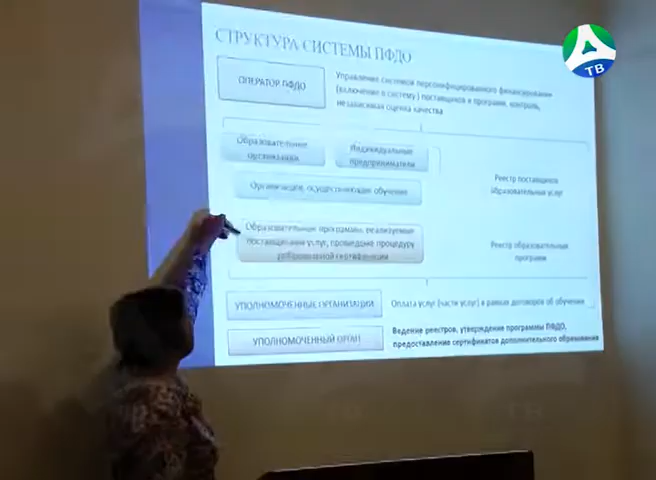 СТРУКТУРА СИСТЕМЫ ПФДО
ОПЕРАТОР ПФДО
Управление системой персонифицированного финансирования
(включение в систему) поставщиков и программ, контроль,
независимая оценка качества
Образовательные
организации
Индивидуальные
предприниматели
Организации, осуществляющие обучение
Реестр поставщиков
образовательных услуг
Образовательные программы, реализуемые
поставщиками услуг, прошедшие процедуру
добровольной сертификации
Реестр образовательных
программ
УПОЛНОМОЧЕННЫЕ ОРГАНИЗАЦИИ
Оплата услуг (части услуг) в рамках договоров об обучении
УПОЛНОМОЧЕННЫЙ ОРГАН
Ведение реестров, утверждение программы ПФДО,
предоставление сертификатов дополнительного образования
ТВ